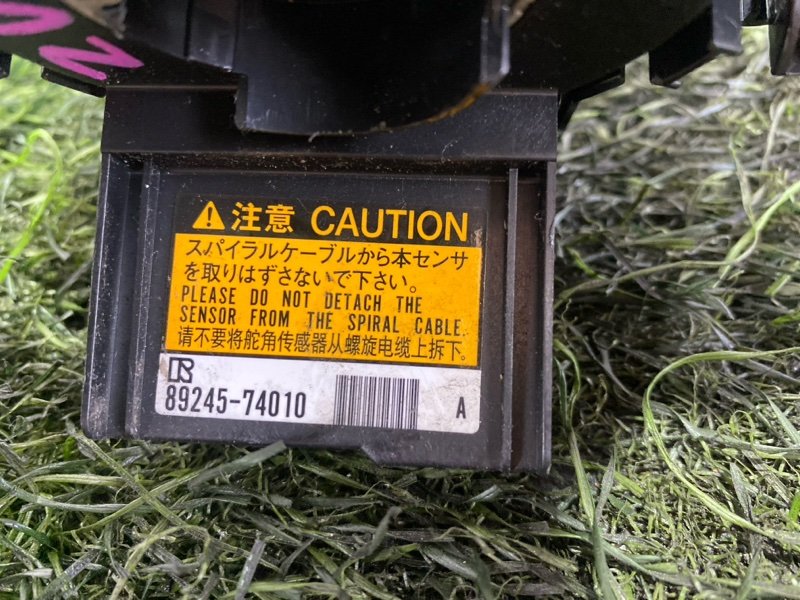 注意 CAUTION
スパイラルケーブルから本センサ
を取りはずさないで下さい。
PLEASE DO NOT DETACH THE
SENSOR FROM THE SPIRAL CABLE.
请不要将舵角传感器从螺旋电缆上拆下。
89245-74010 A